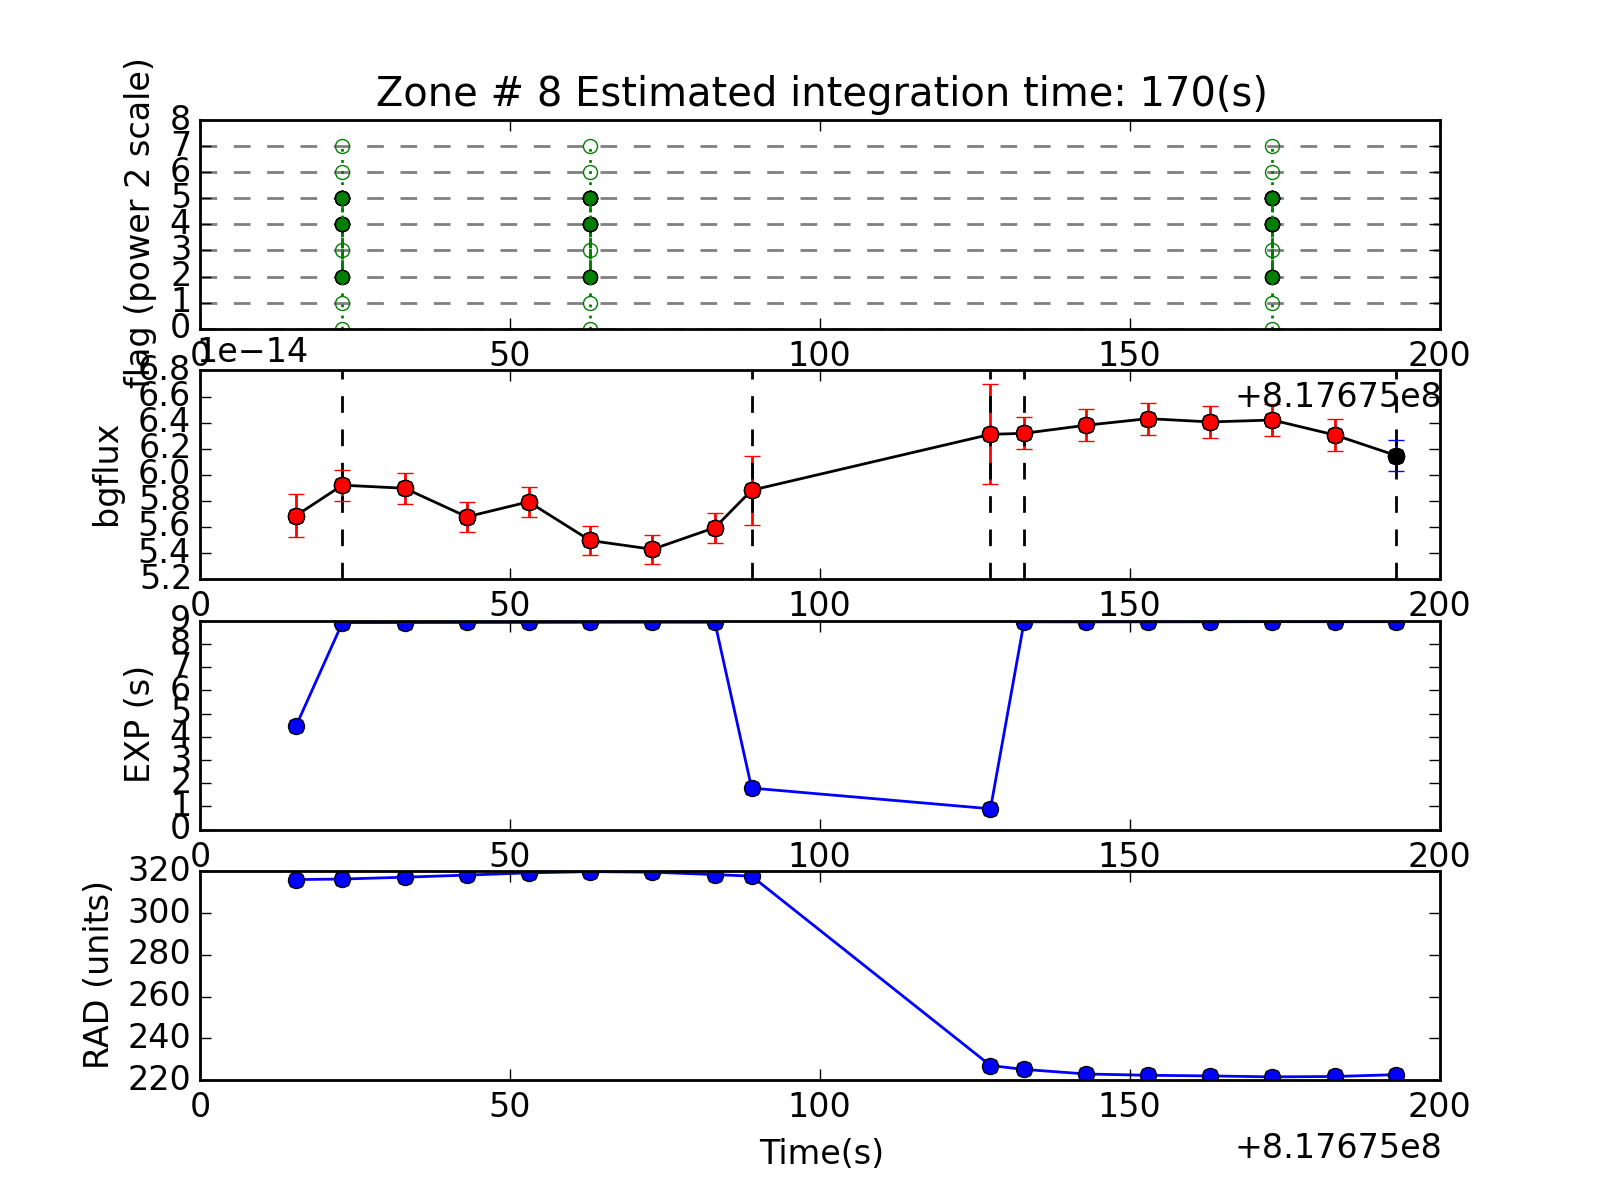 Zone # 8 Estimated integration time: 170(s)
flag (power 2 scale)
8
7
6
5
4
3
2
1
0
0 50 100 150 200
1e−14
+8.17675e8
bgflux
6.8
6.6
6.4
6.2
6.0
5.8
5.6
5.4
5.2
0 50 100 150 200
EXP (s)
9
8
7
6
5
4
3
2
1
0
0 50 100 150 200
RAD (units)
320
300
280
260
240
220
0 50 100 150 200
Time(s)
+8.17675e8